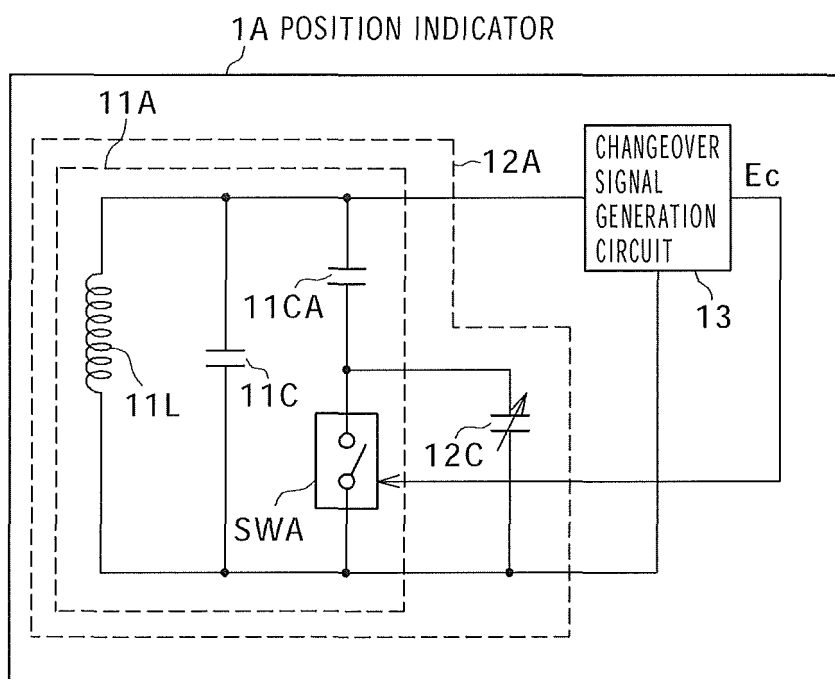 1A POSITION INDICATOR
11A
12A
CHANGEOVER
SIGNAL
GENERATION
CIRCUIT
Ec
13
11CA
11L
11C
12C
SWA